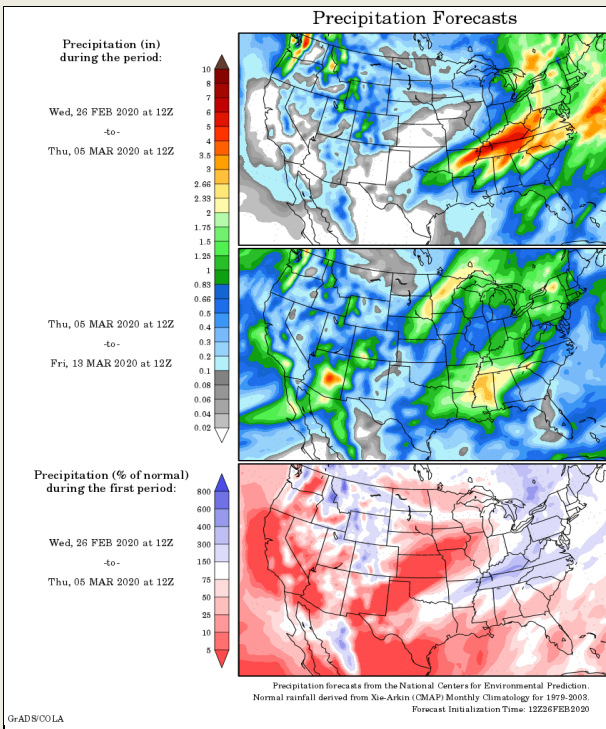 Precipitation Forecasts
Precipitation (in)
during the period:
Wed, 26 FEB 2020 at 12Z
-to-
Thu, 05 MAR 2020 at 12Z
10
8
7
6
5
4
3.5
3
2.66
2.33
2
1.75
1.5
1.25
1
0.83
0.66
0.5
0.4
0.3
0.2
0.1
0.08
0.06
0.04
0.02
Thu, 05 MAR 2020 at 12Z
-to-
Fri, 13 MAR 2020 at 12Z
Precipitation (% of normal)
during the first period:
Wed, 26 FEB 2020 at 12Z
-to-
Thu, 05 MAR 2020 at 12Z
800
600
400
300
150
75
50
25
10
5
Precipitation forecasts from the National Centers for Environmental Prediction.
Normal rainfall derived from Xie-Arkin (CMAP) Monthly Climatology for 1979-2003.
Forecast Initialization Time: 12Z26FEB2020
GrADS/COLA